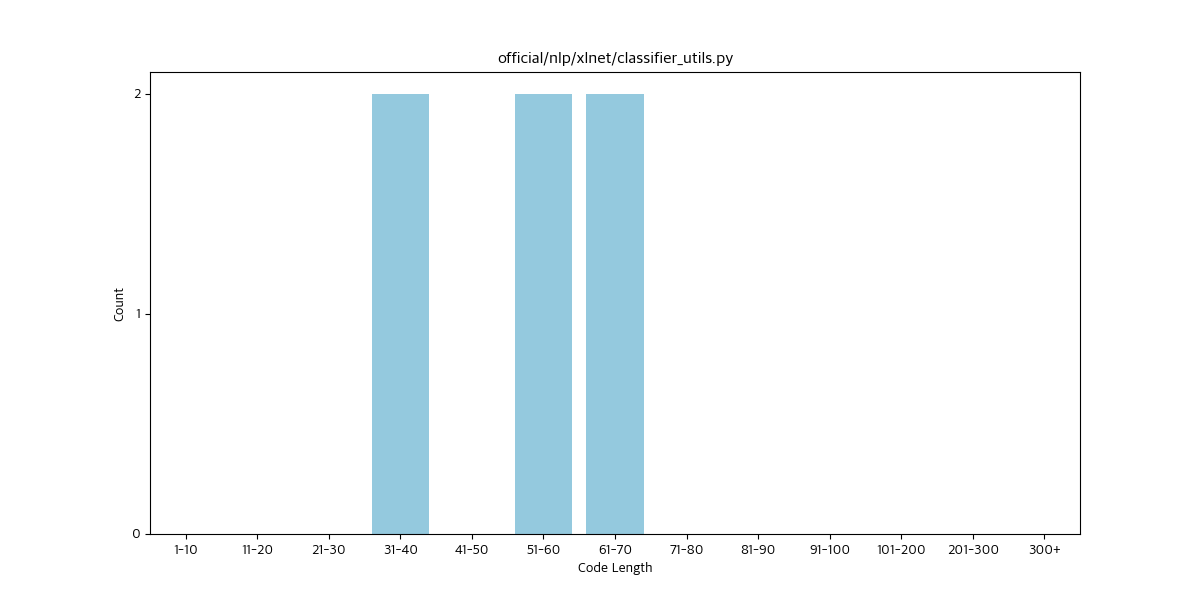 official/nlp/xlnet/classifier_utils.py
Count
2
1
0
1-10 11-20 21-30 31-40 41-50 51-60 61-70 71-80 81-90 91-100 101-200 201-300 300+
Code Length